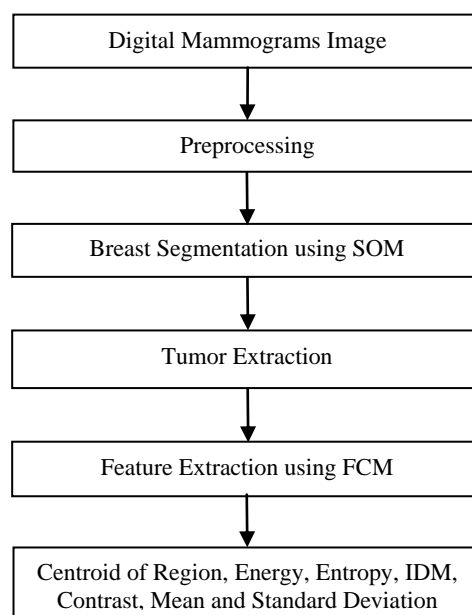 Digital Mammograms Image
Preprocessing
Breast Segmentation using SOM
Tumor Extraction
Feature Extraction using FCM
Centroid of Region, Energy, Entropy, IDM,
Contrast, Mean and Standard Deviation